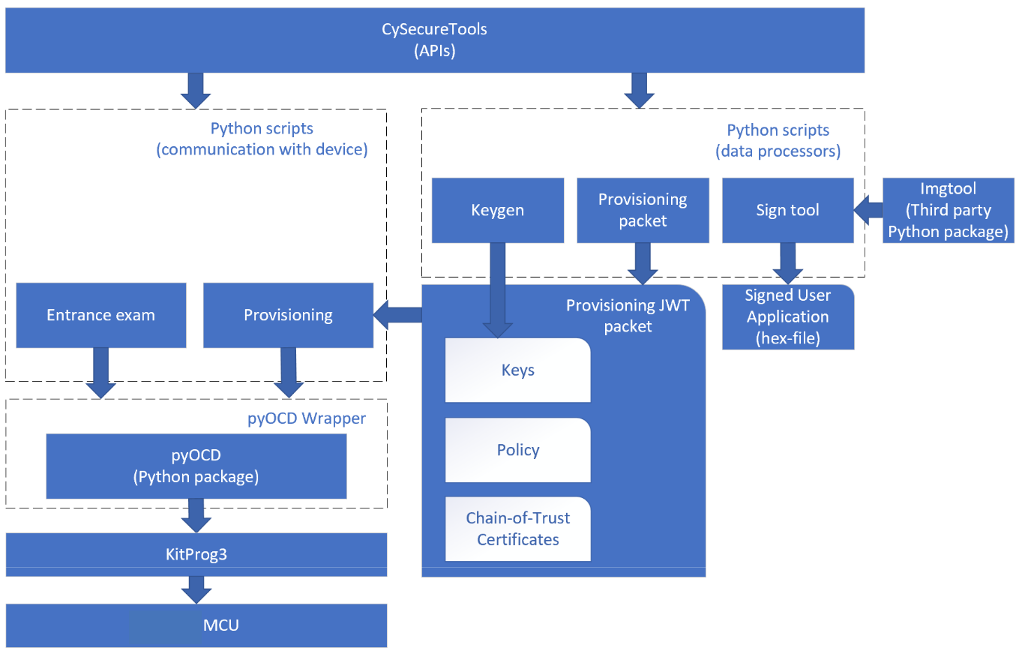 CySecureTools
(APIs)
Python scripts
(communication with device)
Python scripts
(data processors)
Keygen
Provisioning
packet
Sign tool
Imgtool
(Third party
Python package)
Entrance exam
Provisioning
Provisioning JWT
packet
Signed User
Application
(hex-file)
Keys
Policy
Chain-of-Trust
Certificates
pyOCD Wrapper
pyOCD
(Python package)
KitProg3
MCU